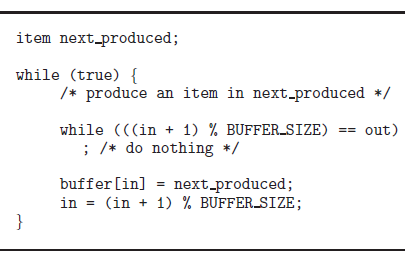 item next_produced;
while (true) {
/* produce an item in next_produced */
while (((in + 1) % BUFFER_SIZE) == out)
; /* do nothing */
buffer[in] = next_produced;
in = (in + 1) % BUFFER_SIZE;
}